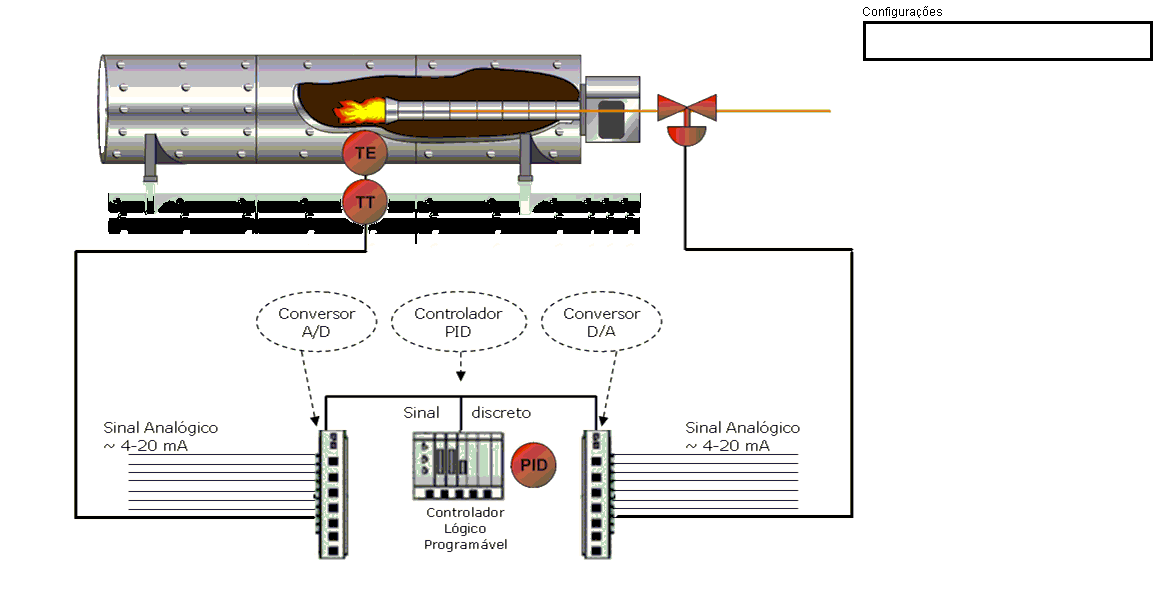 Configurações
TE
TT
Conversor
A/D
Controlador
PID
Conversor
D/A
Sinal discreto
Sinal Analógico
~ 4-20 mA
Sinal Analógico
~ 4-20 mA
PID
Controlador
Lógico
Programável